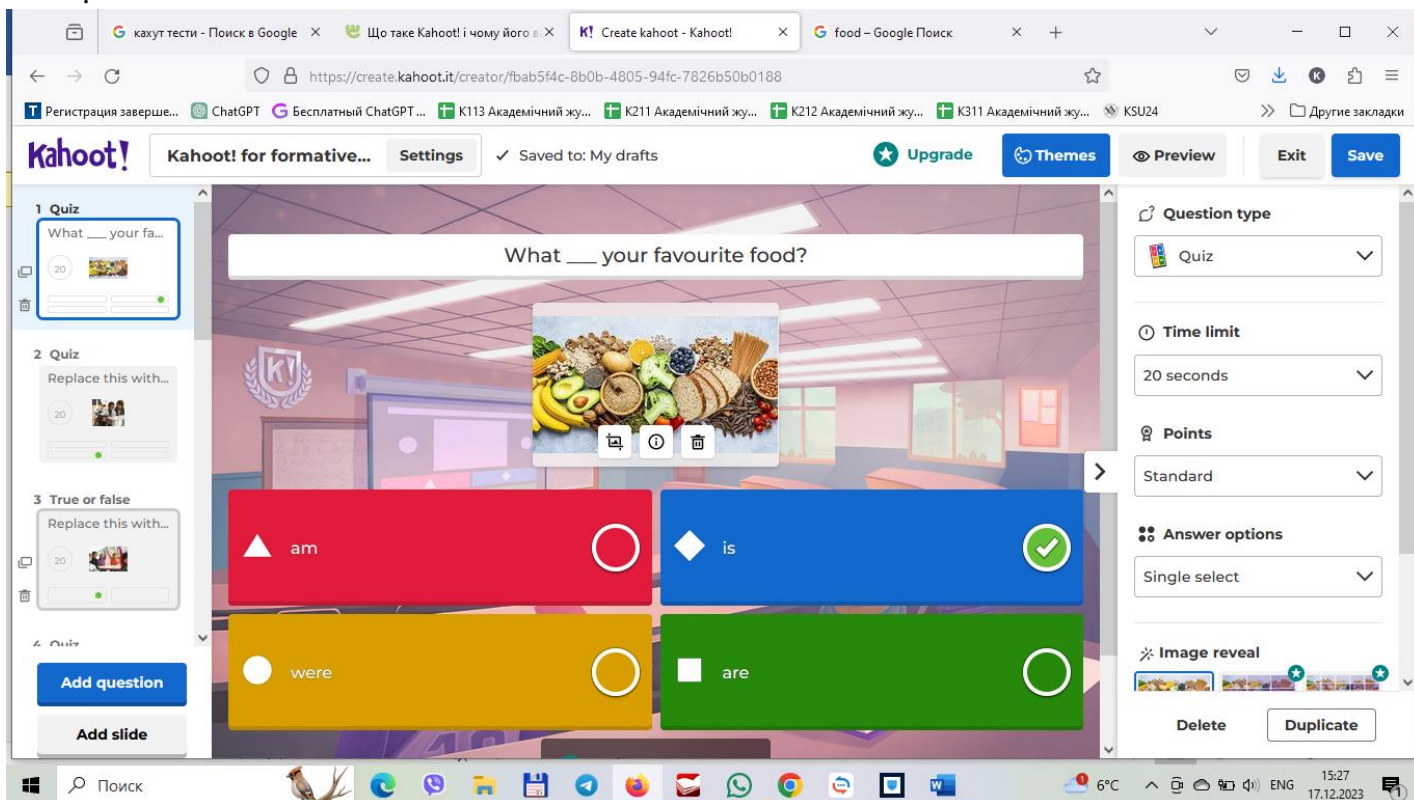 кахут тести - Поиск в Google
Що таке Kahoot! і чому його в
K! Create kahoot - Kahoot!
food – Google Поиск
https://create.kahoot.it/creator/fbab5f4c-8b0b-4805-94fc-7826b50b0188
Регистрация заверше...
ChatGPT
Бесплатный ChatGPT ...
К113 Академічний жу...
К211 Академічний жу...
К212 Академічний жу...
К311 Академічний жу...
KSU24
Другие закладки
Kahoot!
Kahoot! for formative...
Settings
Saved to: My drafts
Upgrade
Themes
Preview
Exit
Save
1 Quiz
What ___ your fa...
20
2 Quiz
Replace this with...
20
3 True or false
Replace this with...
20
4 Quiz
Add question
Add slide
What ___ your favourite food?
K!
am
is
were
are
Question type
Quiz
Time limit
20 seconds
Points
Standard
Answer options
Single select
Image reveal
Delete
Duplicate
Поиск
6°C
ENG
15:27
17.12.2023